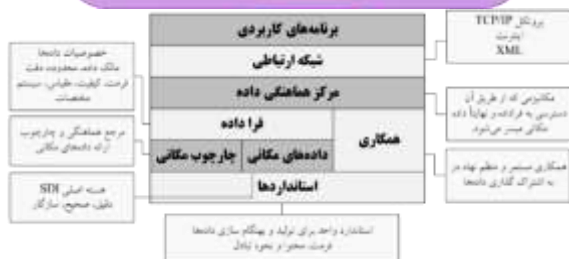 برنامه‌های کاربردی
شبکه ارتباطی
مرکز هماهنگی داده
فرا داده
همکاری
داده‌های مکانی
چارچوب مکانی
استانداردها
پروتکل TCP/IP
اینترنت
XML
مکانیزمی که از طریق آن
دسترسی به فراداده و نهایتاً داده
مکانی میسر می‌شود.
همکاری مستمر و منظم نهاد در
به اشتراک گذاری داده‌ها
خصوصیات داده‌ها
مالک داده، محدوده، دقت
فرمت، کیفیت، مقیاس، سیستم
مختصات
مرجع هماهنگی و چارچوب
ارائه داده‌های مکانی
هسته اصلی SDI
دقیق، صحیح، سازگار
استاندارد واحد برای تولید و بهنگام سازی داده‌ها
فرمت، محتوا و نحوه تبادل